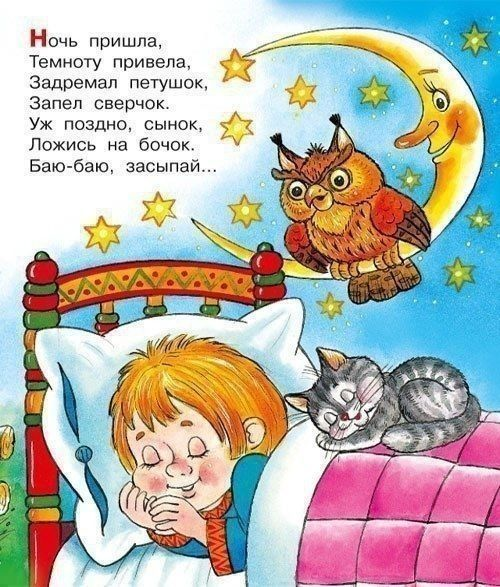 Ночь пришла,
Темноту привела,
Задремал петушок,
Запел сверчок.
Уж поздно, сынок,
Ложись на бочок.
Баю-баю, засыпай...